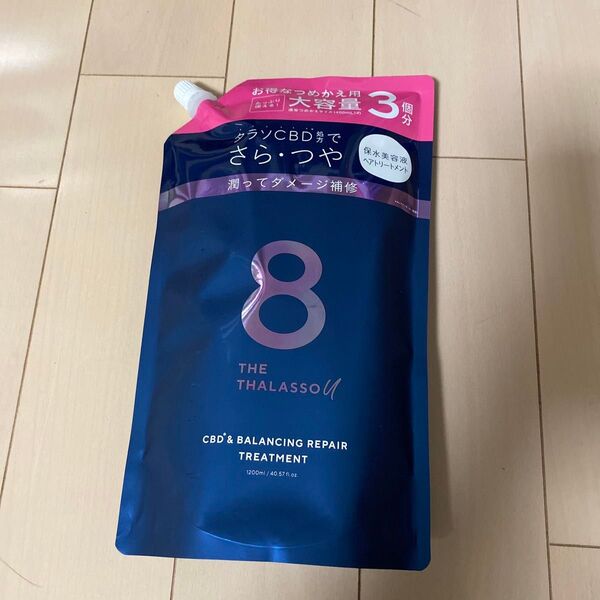 お得なつめかえ用
大容量
3個分
タラソCBD処方で
さら・つや
潤ってダメージ補修
保水美容液
ヘアトリートメント
8
THE
THALASSO u
CBD* & BALANCING REPAIR
TREATMENT
1200ml / 40.57fl.oz.